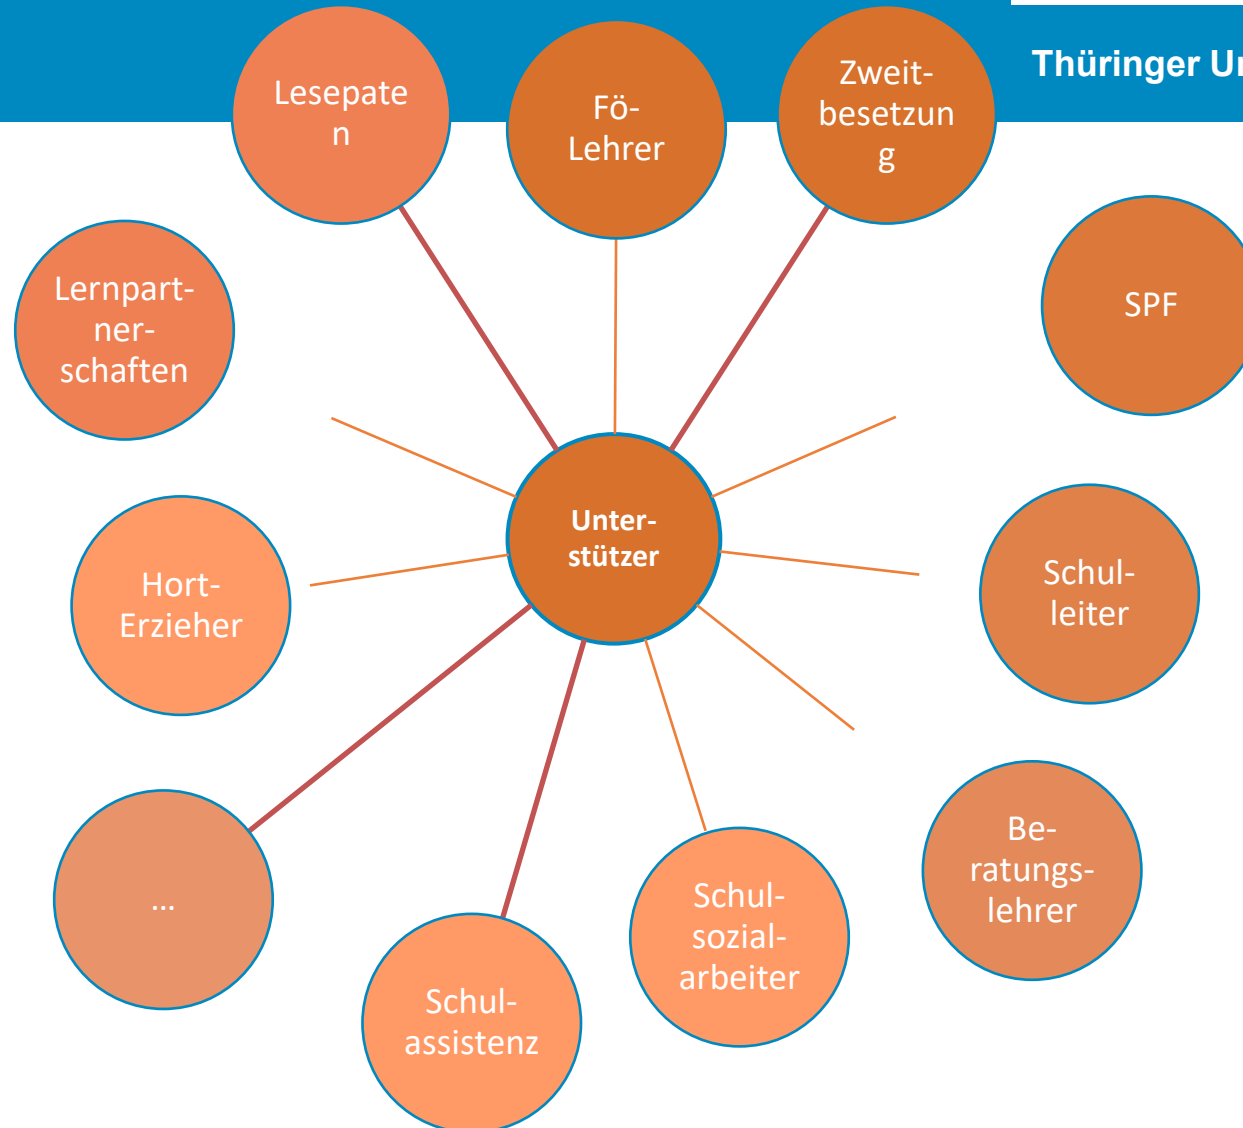 Thüringer Un
Lesepate
n
Fö-
Lehrer
Zweit-
besetzun
g
Lernpart-
ner-
schaften
SPF
Unter-
stützer
Hort-
Erzieher
Schul-
leiter
...
Schul-
assistenz
Schul-
sozial-
arbeiter
Be-
ratungs-
lehrer